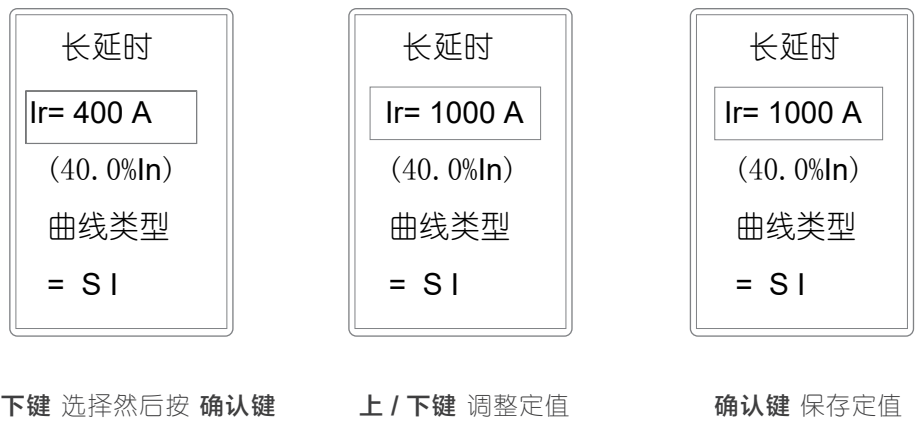 长延时
Ir= 400 A
(40.0%In)
曲线类型
= S I
下键 选择然后按 确认键
长延时
Ir= 1000 A
(40.0%In)
曲线类型
= S I
上 / 下键 调整定值
长延时
Ir= 1000 A
(40.0%In)
曲线类型
= S I
确认键 保存定值